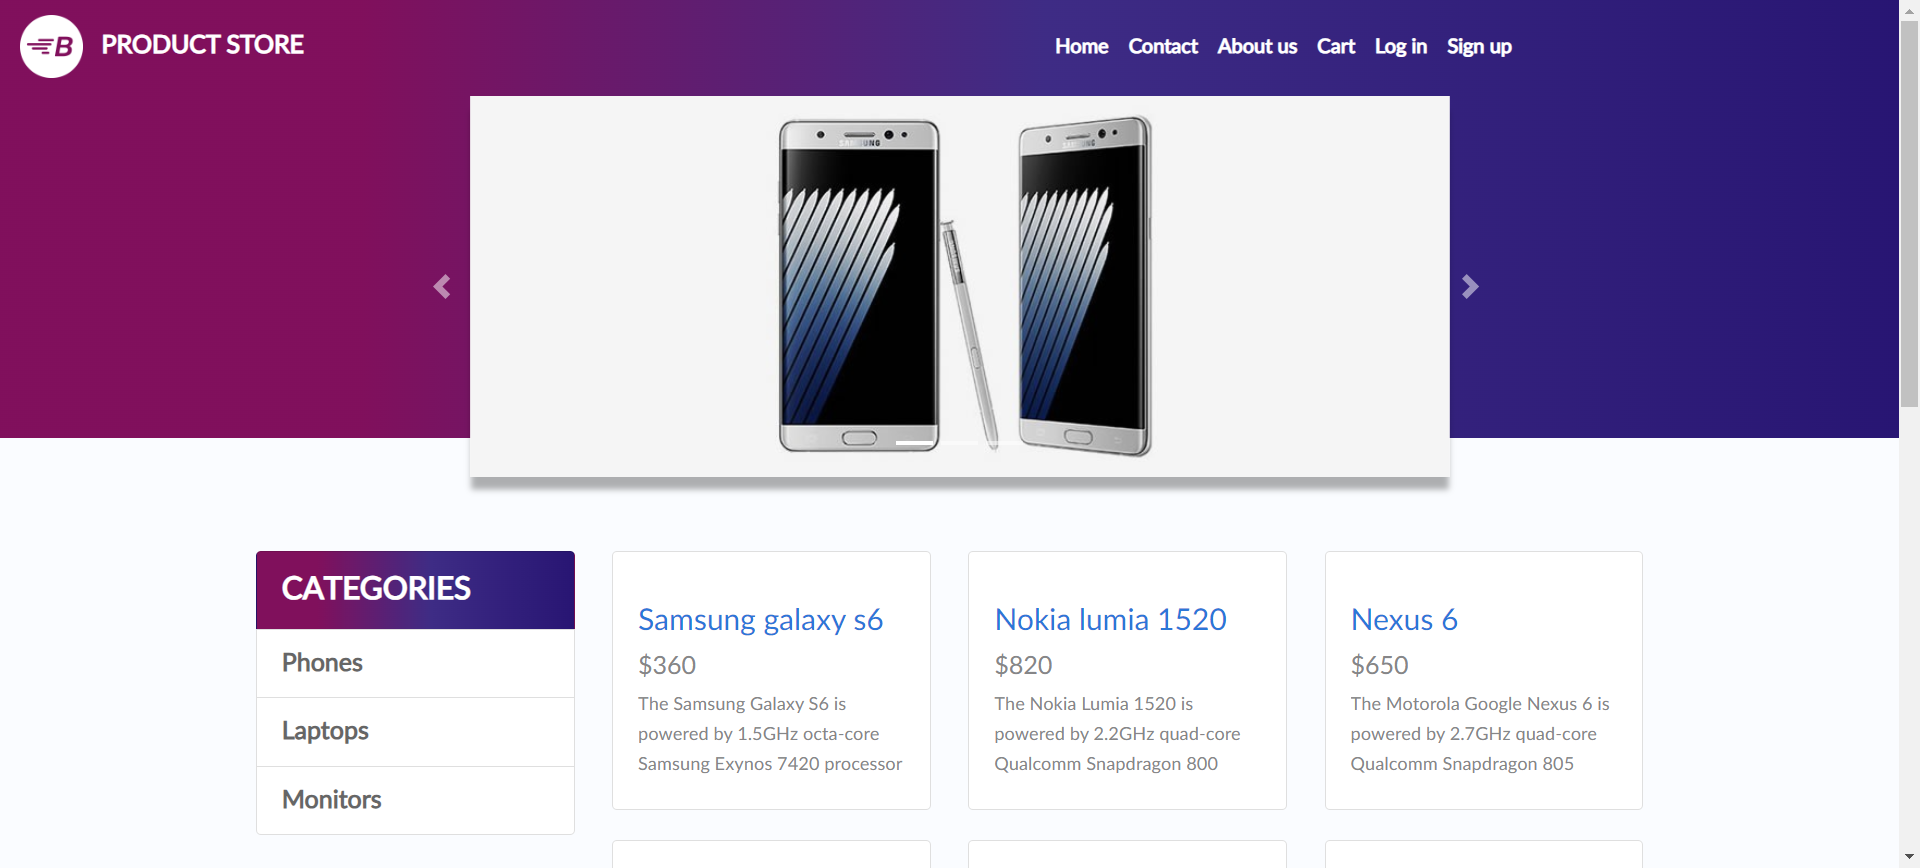 B PRODUCT STORE
Home Contact About us Cart Log in Sign up
SAMSUNG
CATEGORIES
Phones
Laptops
Monitors
Samsung galaxy s6
$360
The Samsung Galaxy S6 is
powered by 1.5GHz octa-core
Samsung Exynos 7420 processor
Nokia lumia 1520
$820
The Nokia Lumia 1520 is
powered by 2.2GHz quad-core
Qualcomm Snapdragon 800
Nexus 6
$650
The Motorola Google Nexus 6 is
powered by 2.7GHz quad-core
Qualcomm Snapdragon 805